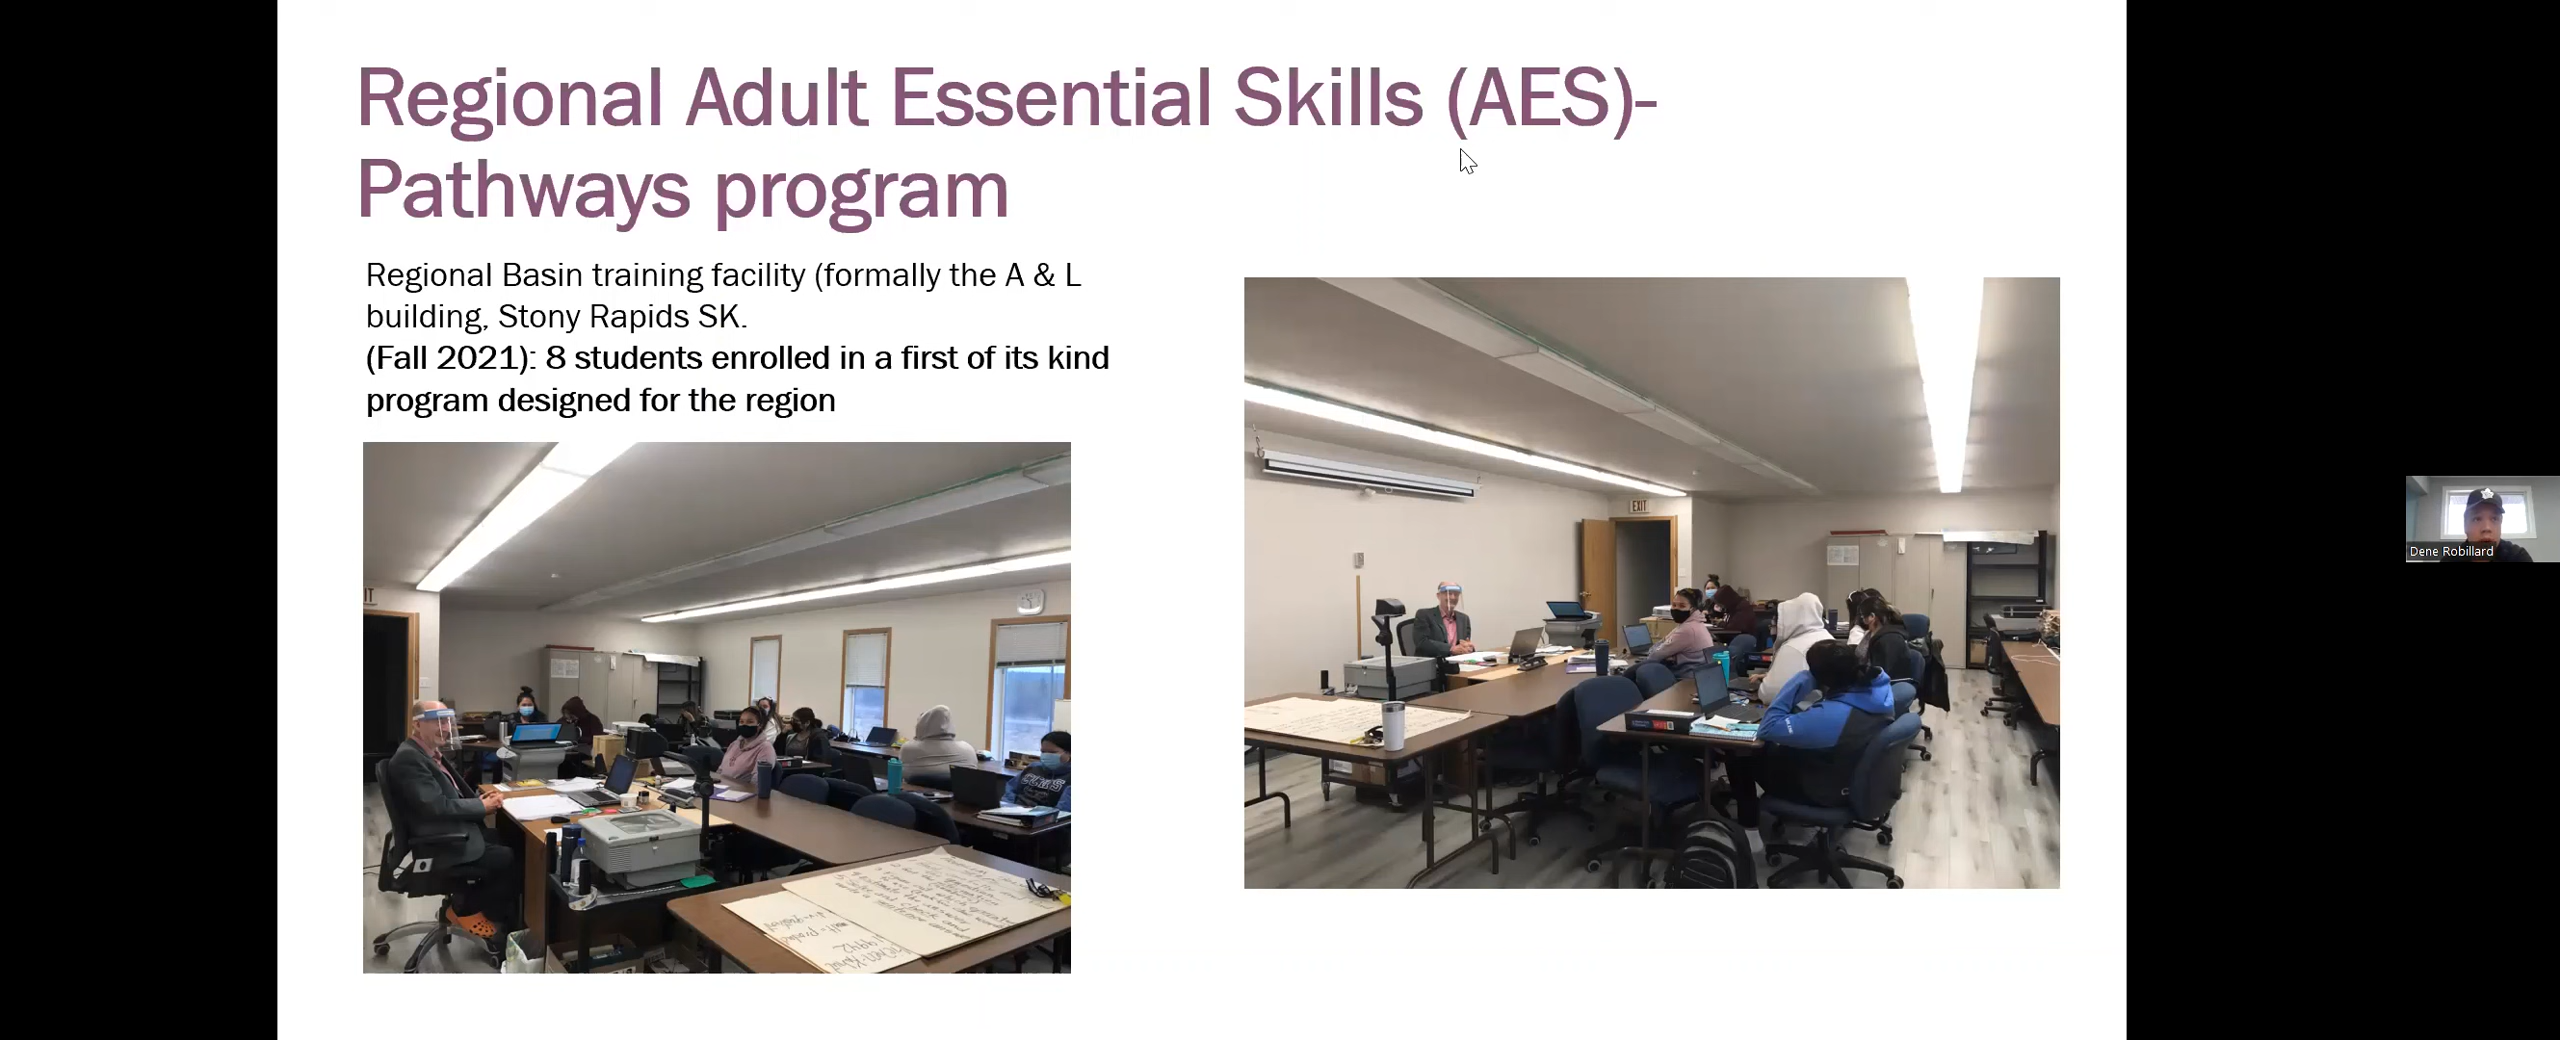 Regional Adult Essential Skills (AES)-
Pathways program
Regional Basin training facility (formally the A & L
building, Stony Rapids SK.
(Fall 2021): 8 students enrolled in a first of its kind
program designed for the region
EXIT
IT
Dene Robillard